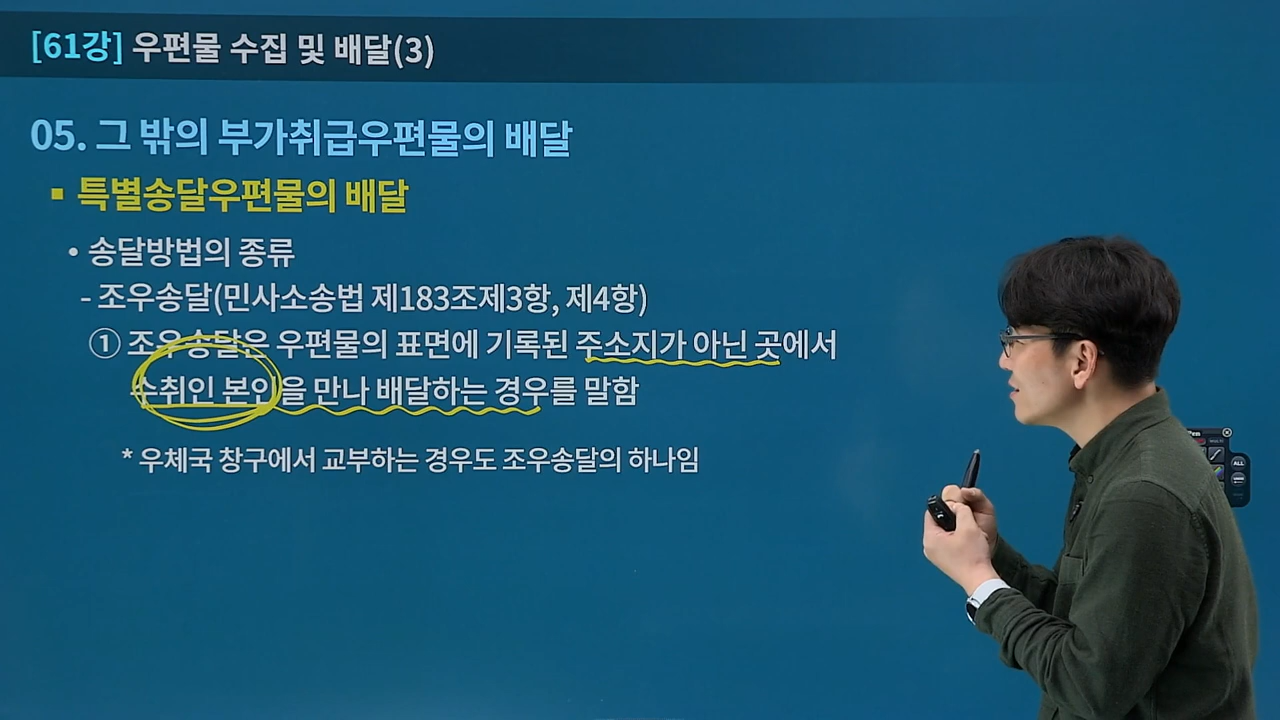 [61강] 우편물 수집 및 배달(3)
05. 그 밖의 부가취급우편물의 배달
▪ 특별송달우편물의 배달
• 송달방법의 종류
- 조우송달(민사소송법 제183조제3항, 제4항)
① 조우송달은 우편물의 표면에 기록된 주소지가 아닌 곳에서
수취인 본인을 만나 배달하는 경우를 말함
* 우체국 창구에서 교부하는 경우도 조우송달의 하나임
ALL